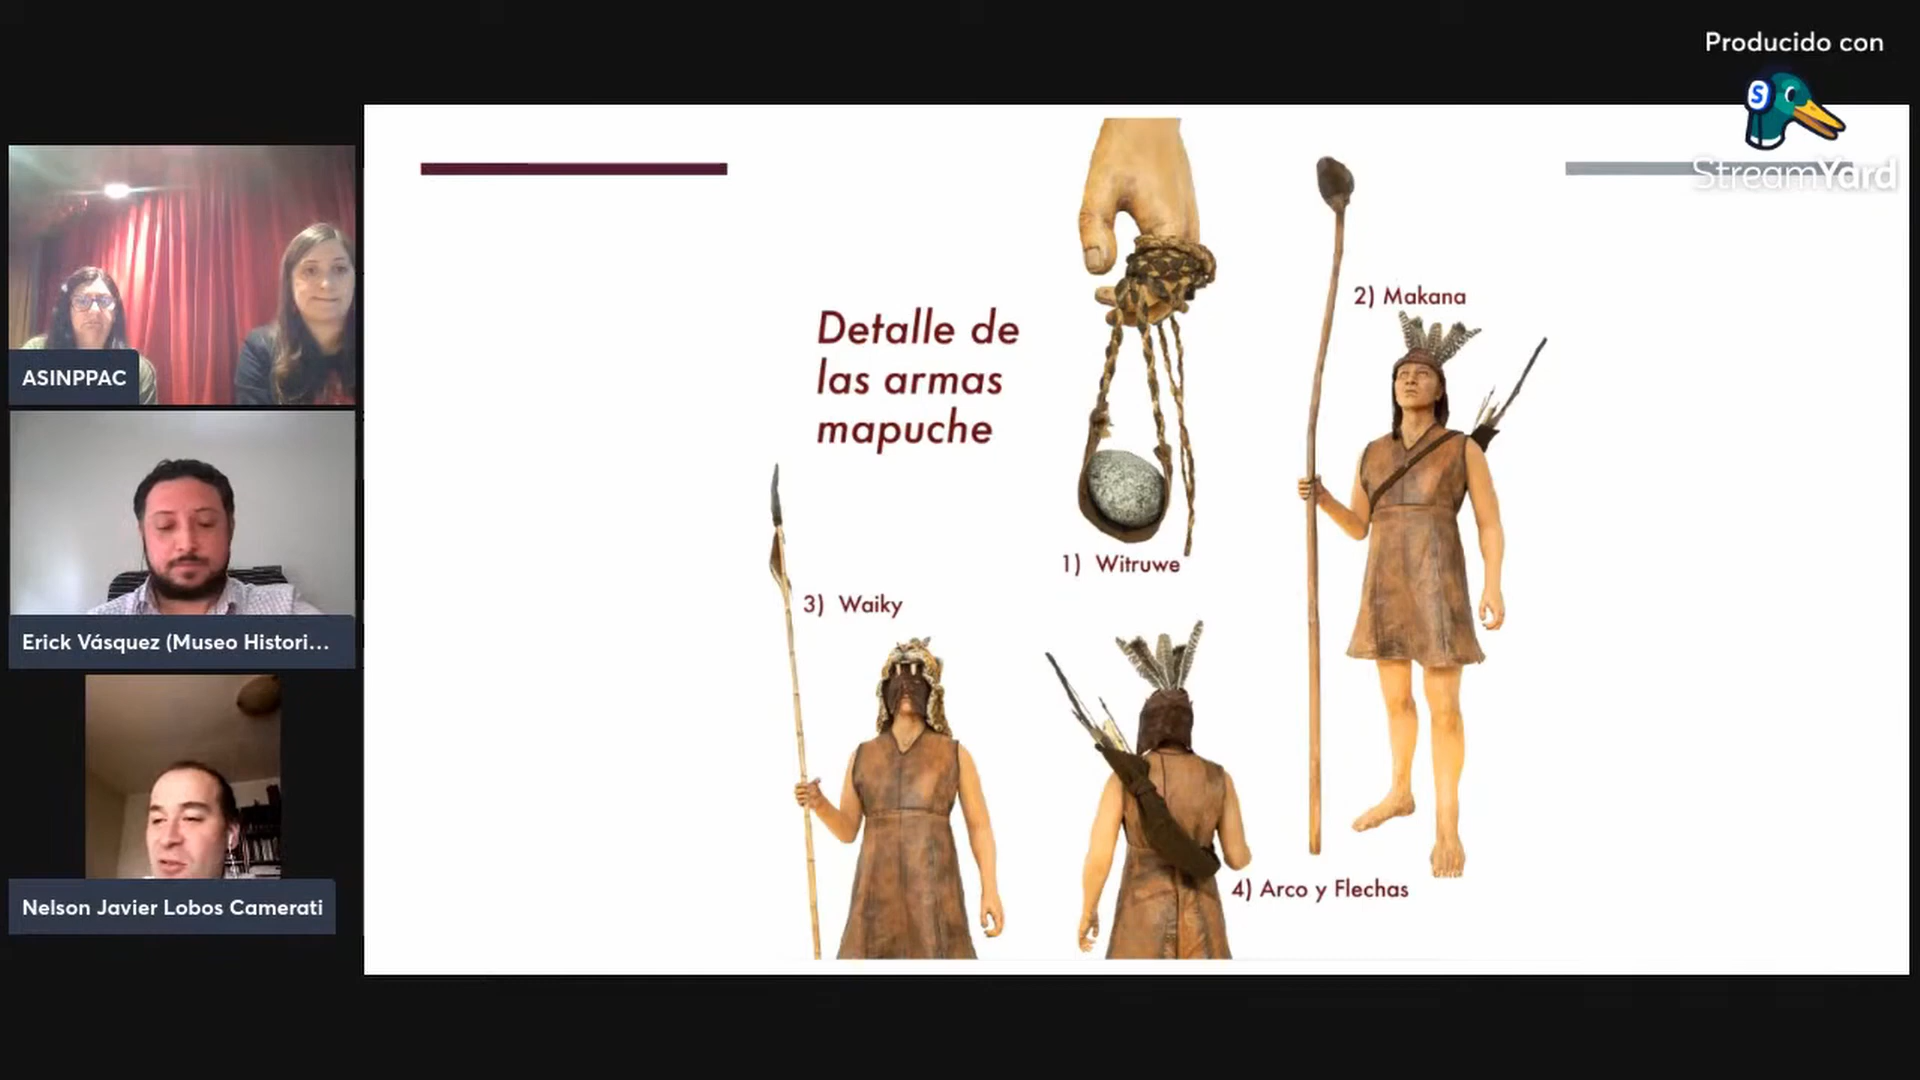 Producido con
S
StreamYard
ASINPPAC
Erick Vásquez (Museo Histori...
Nelson Javier Lobos Camerati
Detalle de
las armas
mapuche
1) Witruwe
2) Makana
3) Waiky
4) Arco y Flechas